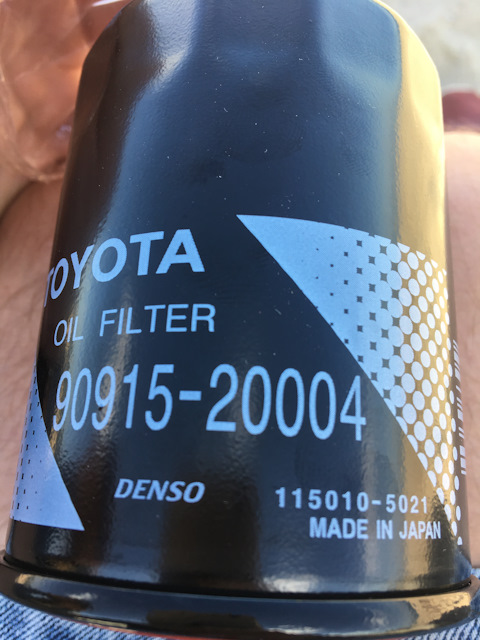 TOYOTA
OIL FILTER
90915-20004
DENSO
115010-5021
MADE IN JAPAN